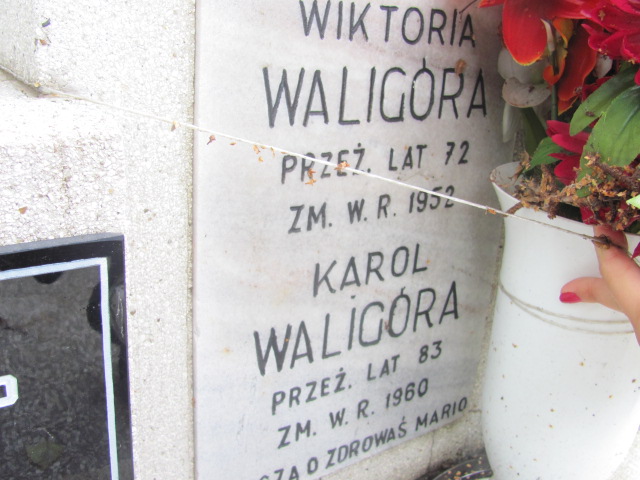 WIKTORIA
WALIGÓRA
PRZEŻ. LAT 72
ZM. W. R. 1952
KAROL
WALIGÓRA
PRZEŻ. LAT 83
ZM. W. R. 1960
O ZDROWAŚ MARIO